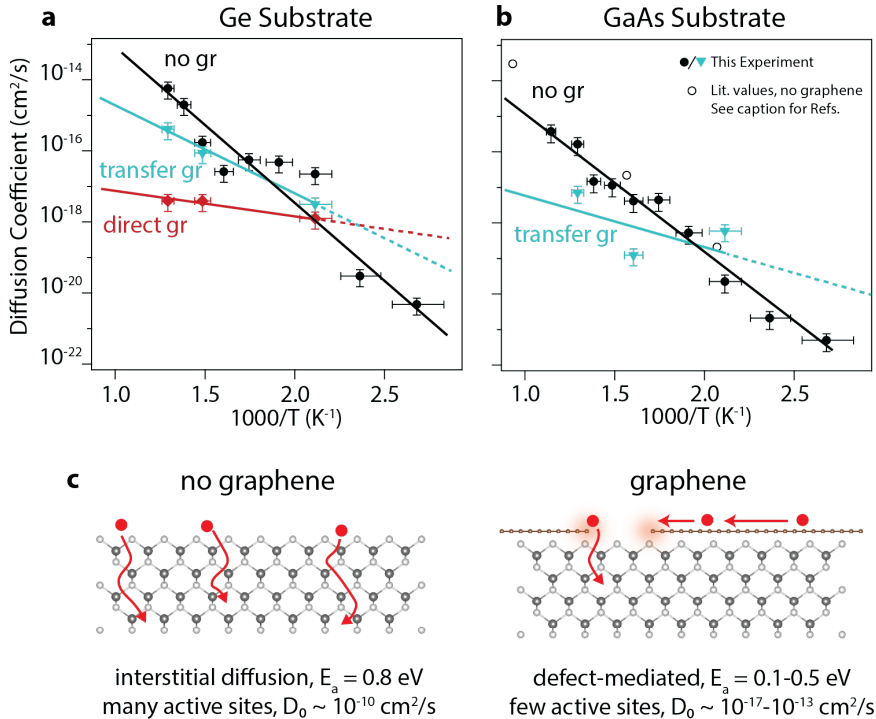 a
Ge Substrate
b
GaAs Substrate
Diffusion Coefficient (cm²/s)
10⁻¹⁴
10⁻¹⁶
10⁻¹⁸
10⁻²⁰
10⁻²²
no gr
transfer gr
direct gr
1.0 1.5 2.0 2.5
1000/T (K⁻¹)
no gr
transfer gr
/ This Experiment
Lit. values, no graphene
See caption for Refs.
1.0 1.5 2.0 2.5
1000/T (K⁻¹)
c
no graphene
graphene
interstitial diffusion, Eₐ = 0.8 eV
many active sites, D₀ ~ 10⁻¹⁰ cm²/s
defect-mediated, Eₐ = 0.1-0.5 eV
few active sites, D₀ ~ 10⁻¹⁷-10⁻¹³ cm²/s